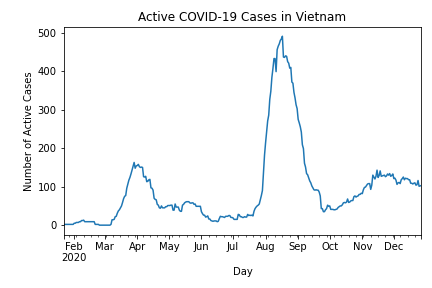 Active COVID-19 Cases in Vietnam
Number of Active Cases
500
400
300
200
100
0
Feb Mar Apr May Jun Jul Aug Sep Oct Nov Dec
2020
Day